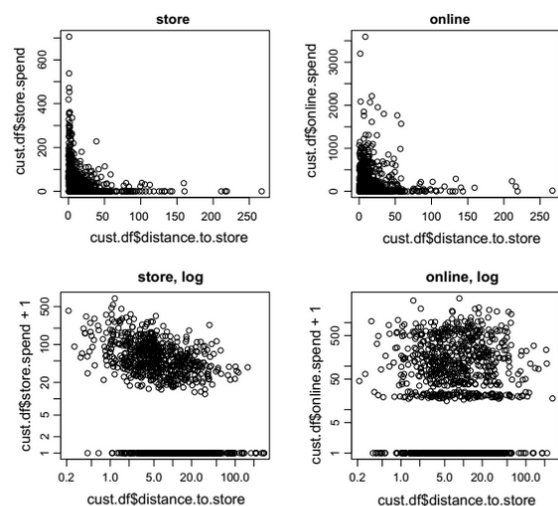 store
cust.df$store.spend
0 200 400 600
0 50 100 150 200 250
cust.df$distance.to.store
online
cust.df$online.spend
0 1000 2000 3000
0 50 100 150 200 250
cust.df$distance.to.store
store, log
cust.df$store.spend + 1
1 2 5 20 50 100 500
0.2 1.0 5.0 20.0 100.0
cust.df$distance.to.store
online, log
cust.df$online.spend + 1
1 5 50 500
0.2 1.0 5.0 20.0 100.0
cust.df$distance.to.store